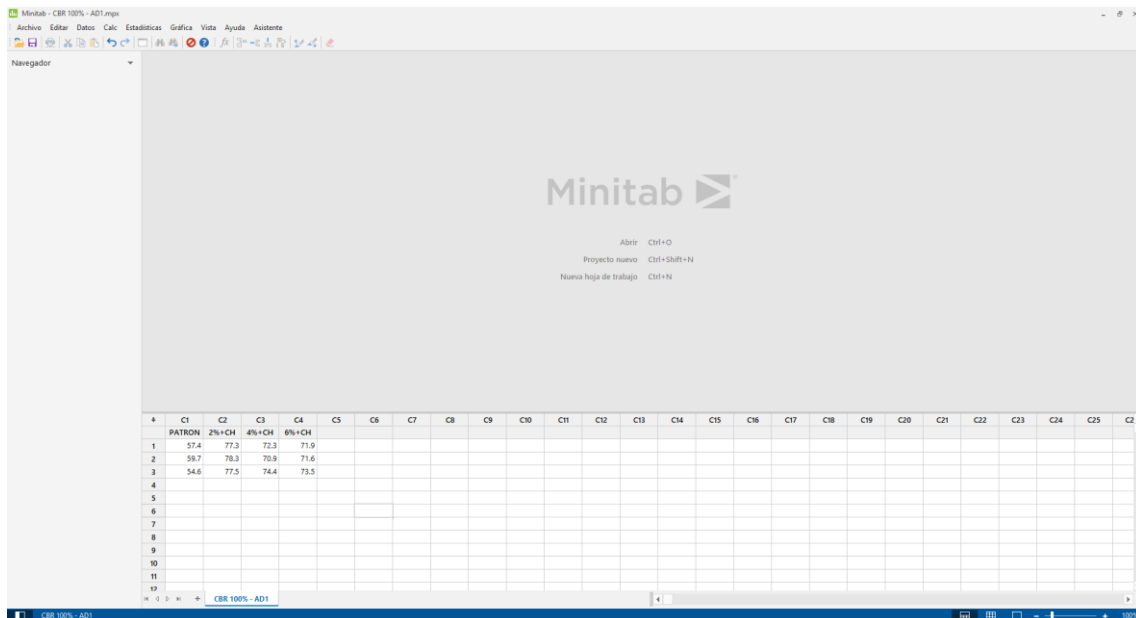 Minitab - CBR 100% - AD1.mpx
Archivo Editar Datos Calc Estadísticas Gráfica Vista Ayuda Asistente
Navegador
Minitab
Abrir Ctrl+O
Proyecto nuevo Ctrl+Shift+N
Nueva hoja de trabajo Ctrl+N
C1 C2 C3 C4 C5 C6 C7 C8 C9 C10 C11 C12 C13 C14 C15 C16 C17 C18 C19 C20 C21 C22 C23 C24 C25 C2
PATRON 2%+CH 4%+CH 6%+CH
1 57.4 77.3 72.3 71.9
2 59.7 78.3 70.9 71.6
3 54.6 77.5 74.4 73.5
4
5
6
7
8
9
10
11
12
CBR 100% - AD1
CBR 100% - AD1 100%